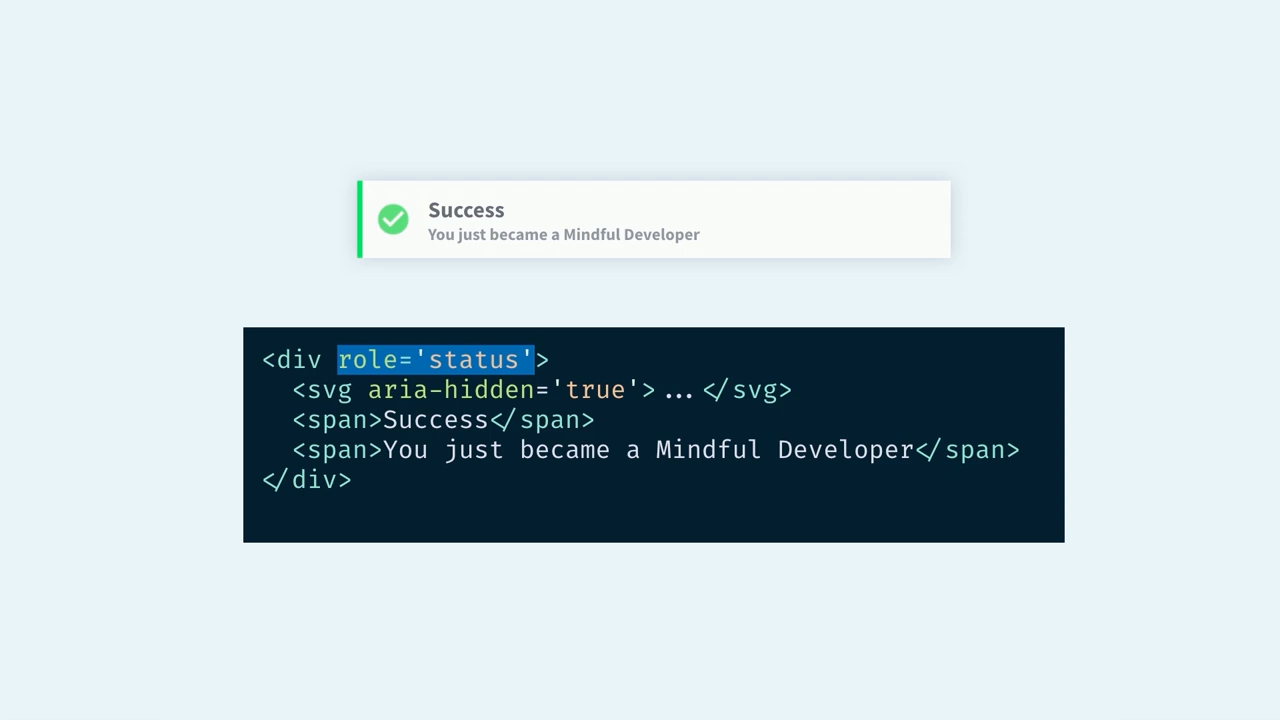 Success
You just became a Mindful Developer
<div role='status'>
  <svg aria-hidden='true'>...</svg>
  <span>Success</span>
  <span>You just became a Mindful Developer</span>
</div>